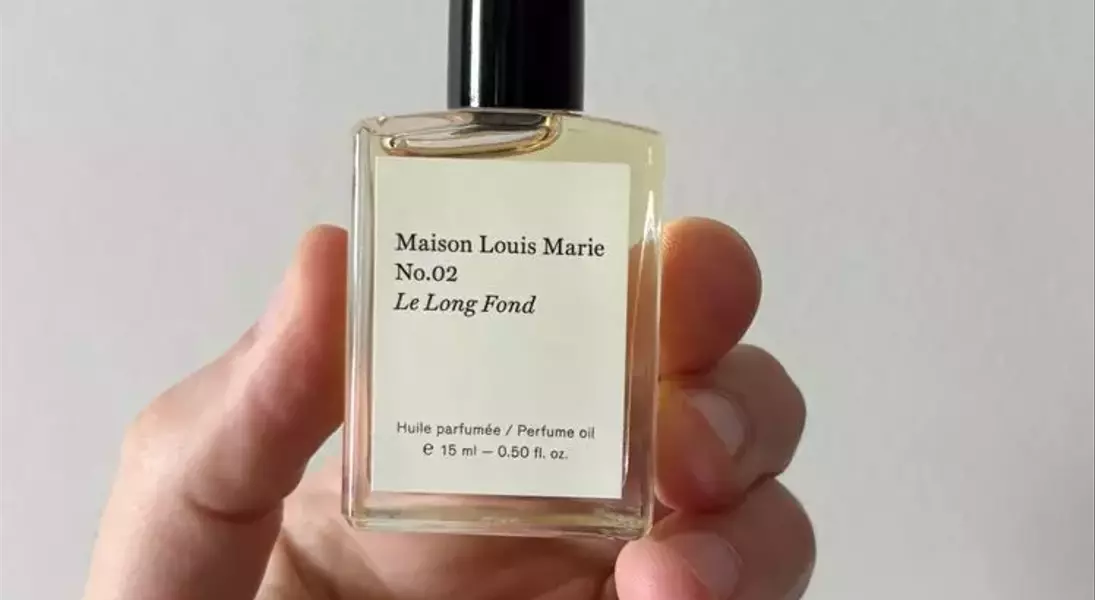 Maison Louis Marie
No.02
Le Long Fond
Huile parfumée / Perfume oil
℮ 15 ml — 0.50 fl. oz.